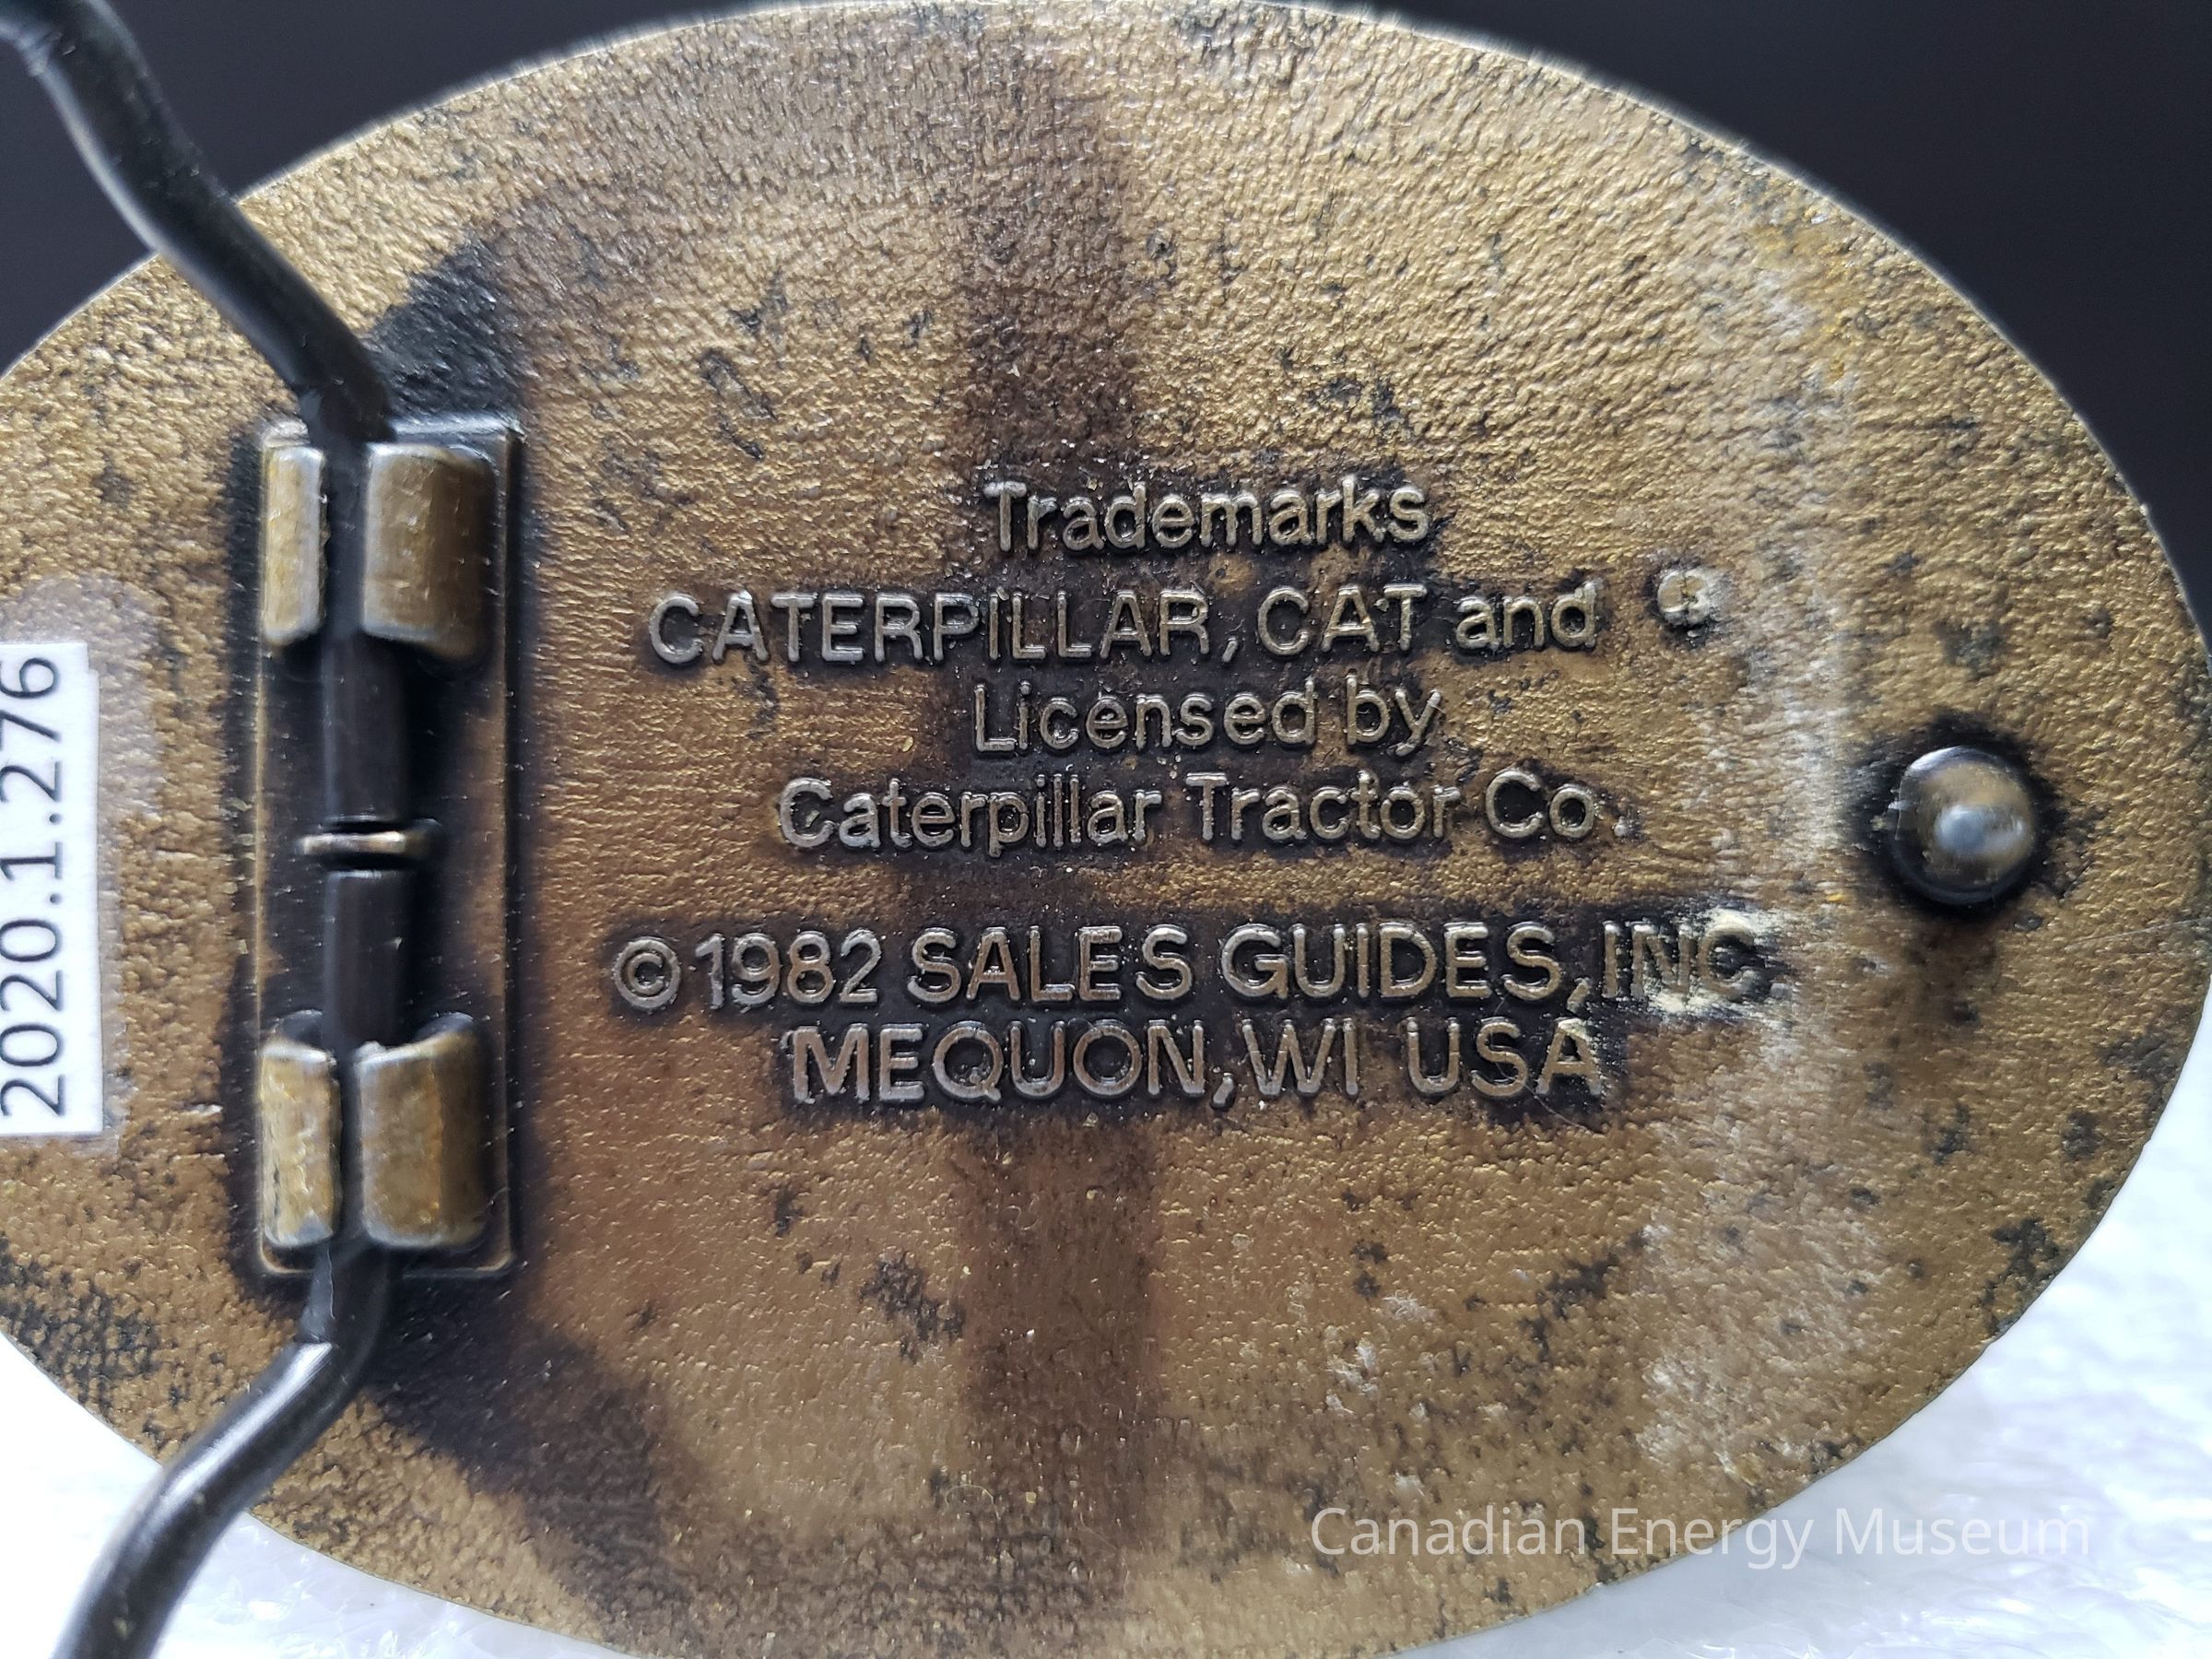 Trademarks
CATERPILLAR, CAT and
Licensed by
Caterpillar Tractor Co.
©1982 SALES GUIDES, INC.
MEQUON, WI USA
2020.1.276
Canadian Energy Museum